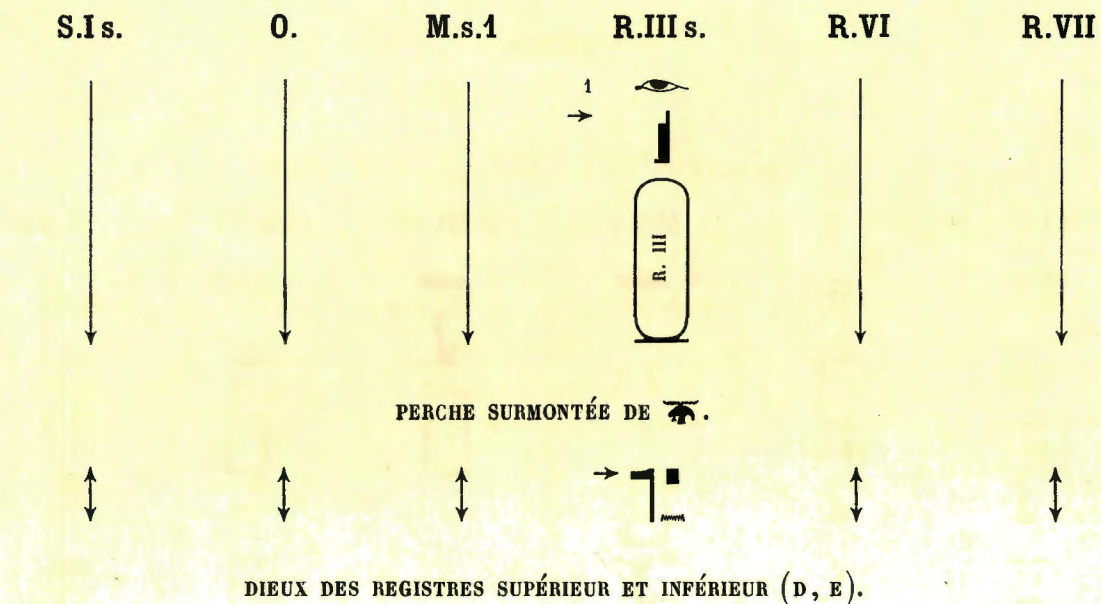 S.I s. O. M.s.1 R.III s. R.VI R.VII
1
R. III
PERCHE SURMONTÉE DE .
DIEUX DES REGISTRES SUPÉRIEUR ET INFÉRIEUR (D, E).